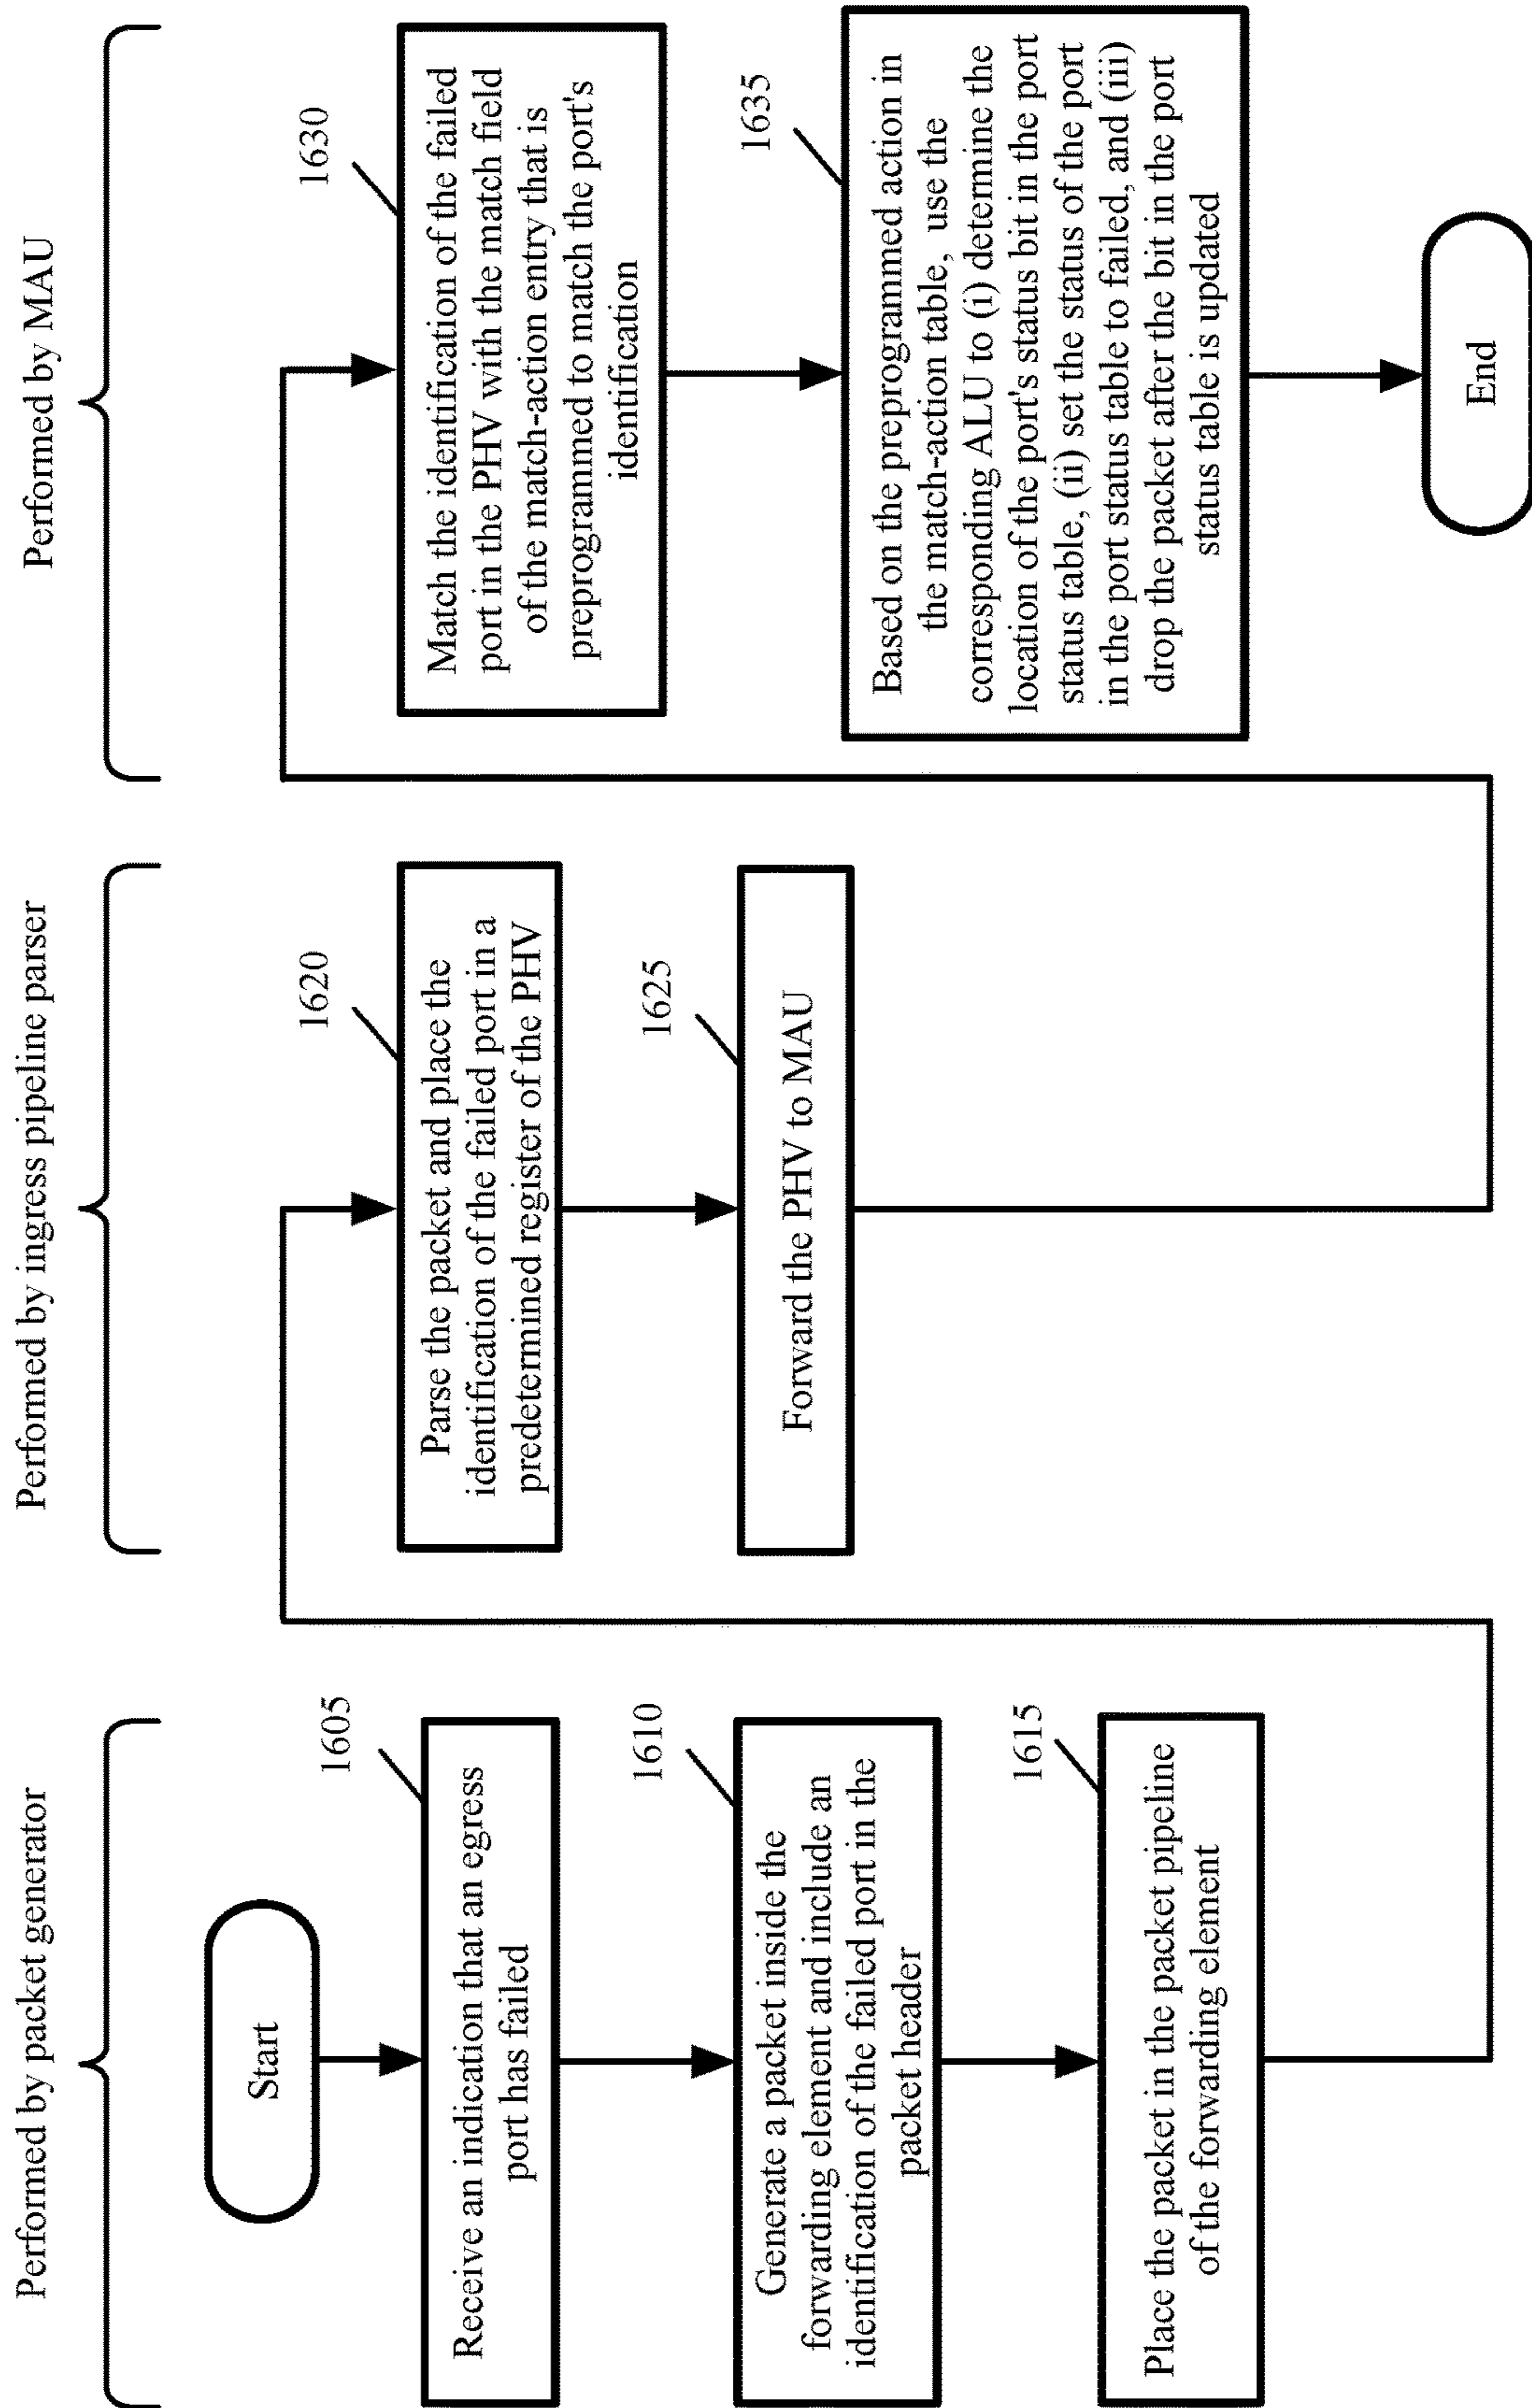 Performed by packet generator
Start
1605
Receive an indication that an egress
port has failed
1610
Generate a packet inside the
forwarding element and include an
identification of the failed port in the
packet header
1615
Place the packet in the packet pipeline
of the forwarding element
Performed by ingress pipeline parser
1620
Parse the packet and place the
identification of the failed port in a
predetermined register of the PHV
1625
Forward the PHV to MAU
Performed by MAU
1630
Match the identification of the failed
port in the PHV with the match field
of the match-action entry that is
preprogrammed to match the port's
identification
1635
Based on the preprogrammed action in
the match-action table, use the
corresponding ALU to (i) determine the
location of the port's status bit in the port
status table, (ii) set the status of the port
in the port status table to failed, and (iii)
drop the packet after the bit in the port
status table is updated
End